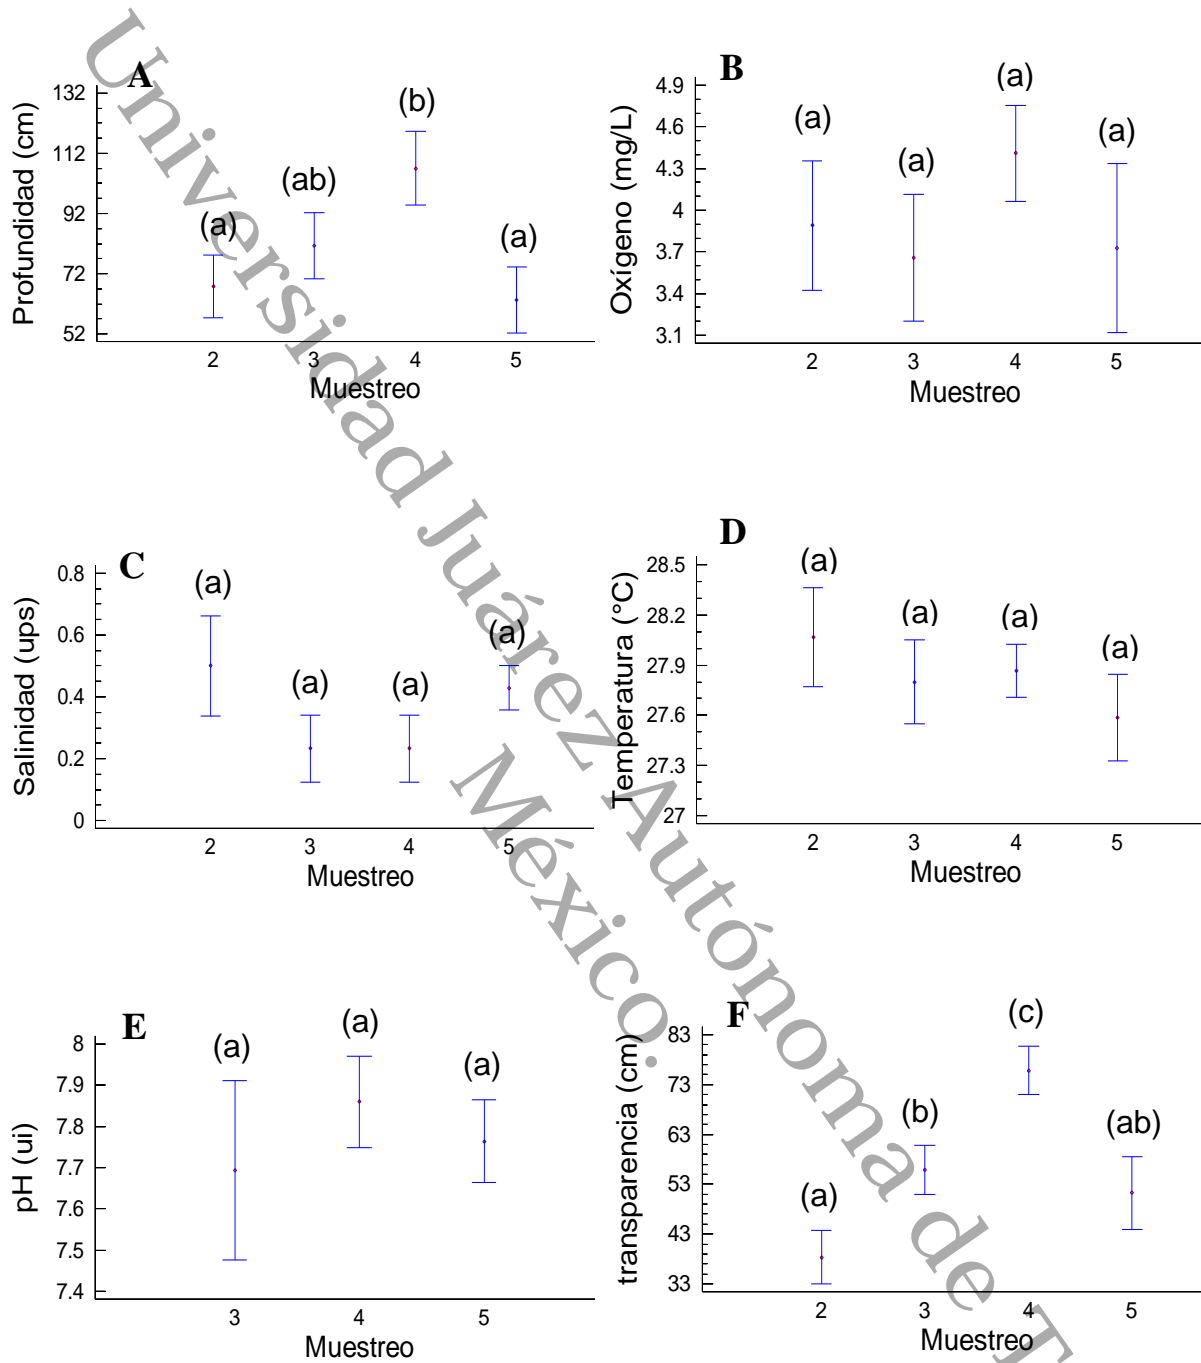 A
Profundidad (cm)
132
112
92
72
52
(a)
(ab)
(b)
(a)
2
3
4
5
Muestreo
B
Oxígeno (mg/L)
4.9
4.6
4.3
4
3.7
3.4
3.1
(a)
(a)
(a)
(a)
2
3
4
5
Muestreo
C
Salinidad (ups)
0.8
0.6
0.4
0.2
0
(a)
(a)
(a)
(a)
2
3
4
5
Muestreo
D
Temperatura (°C)
28.5
28.2
27.9
27.6
27.3
27
(a)
(a)
(a)
(a)
2
3
4
5
Muestreo
E
pH (ui)
8
7.9
7.8
7.7
7.6
7.5
7.4
(a)
(a)
(a)
3
4
5
Muestreo
F
transparencia (cm)
83
73
63
53
43
33
(a)
(b)
(c)
(ab)
2
3
4
5
Muestreo
Universidad Juárez Autónoma de T
México.